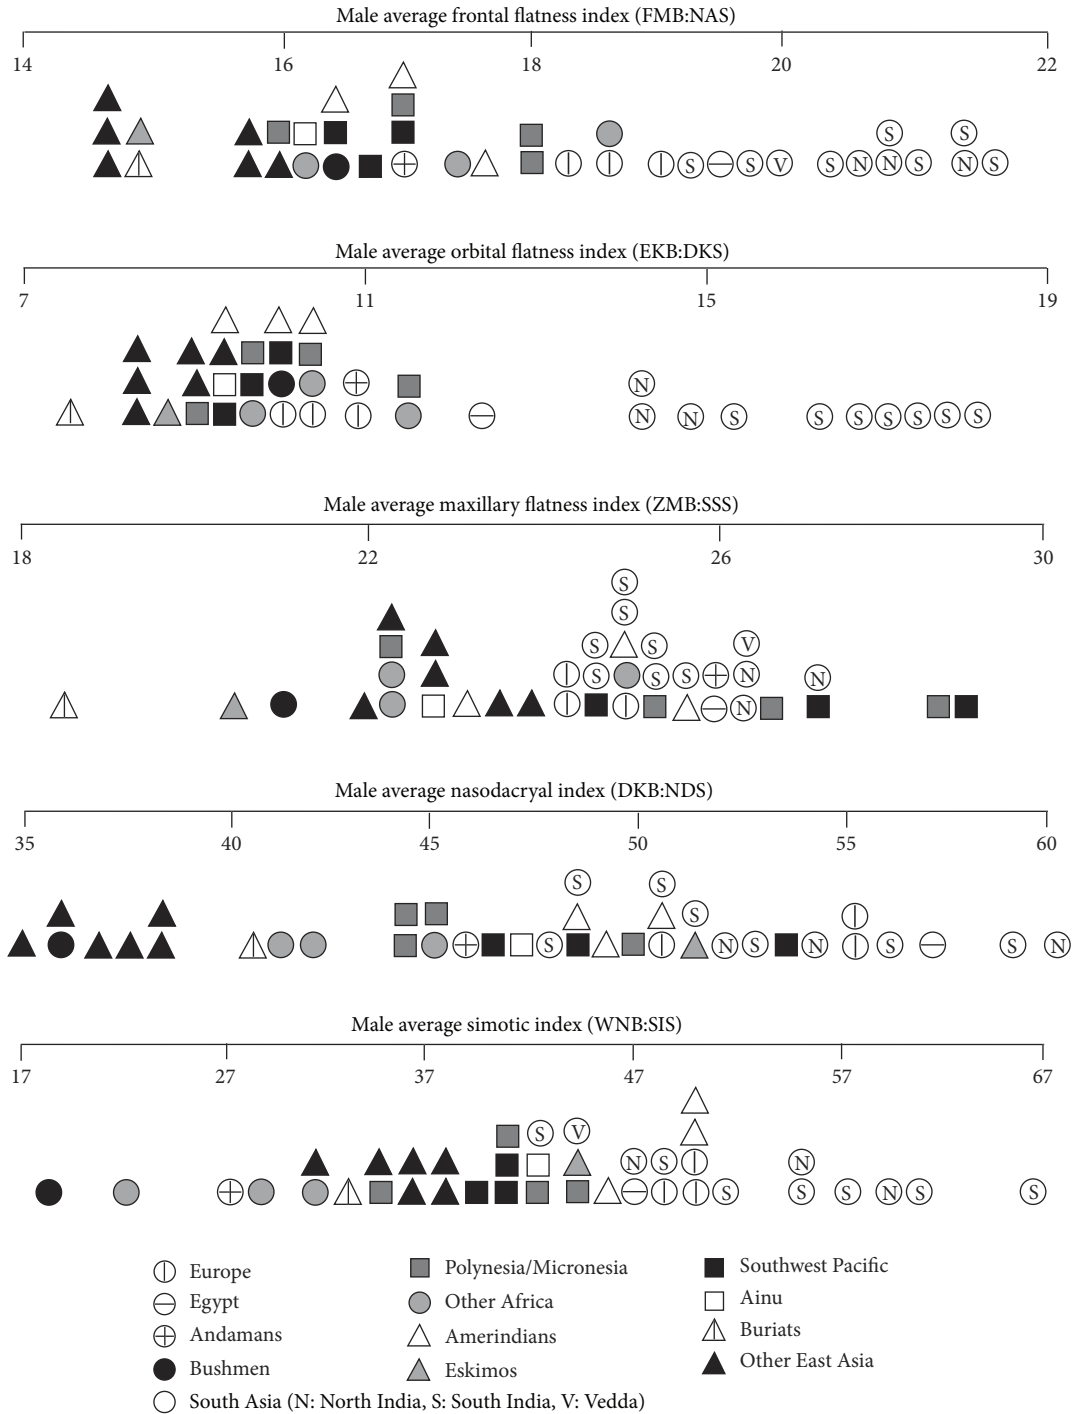 Male average frontal flatness index (FMB:NAS)
14 16 18 20 22
S S
S S V S N N S N S
Male average orbital flatness index (EKB:DKS)
7 11 15 19
N
N N S S S S S S S
Male average maxillary flatness index (ZMB:SSS)
18 22 26 30
S
S
S S V
S S S N N
N
Male average nasodacryal index (DKB:NDS)
35 40 45 50 55 60
S S
S
S N S N S S N
Male average simotic index (WNB:SIS)
17 27 37 47 57 67
S V
N S N
S S S N S S
Europe
Egypt
Andamans
Bushmen
South Asia (N: North India, S: South India, V: Vedda)
Polynesia/Micronesia
Other Africa
Amerindians
Eskimos
Southwest Pacific
Ainu
Buriats
Other East Asia